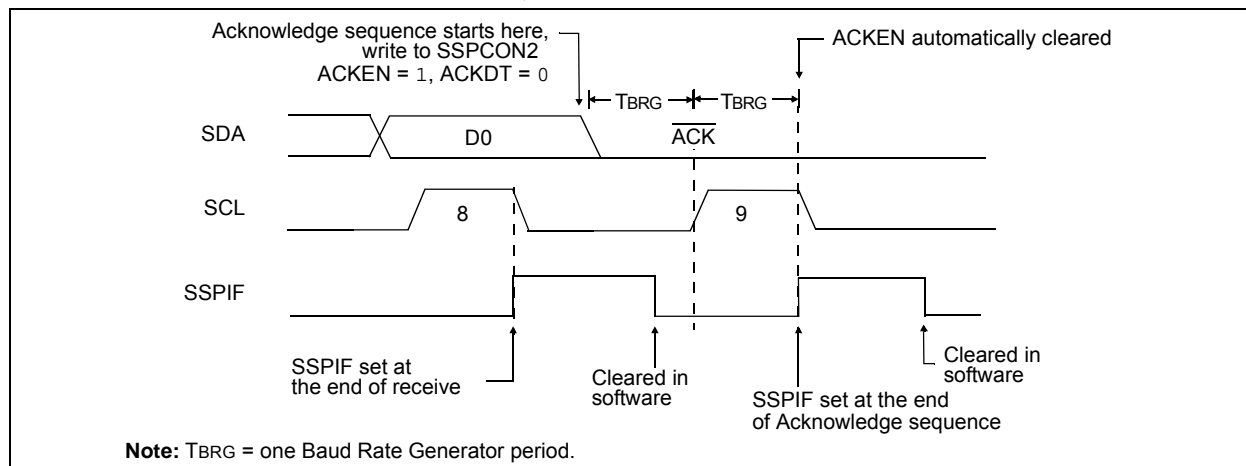 Acknowledge sequence starts here,
write to SSPCON2
ACKEN = 1, ACKDT = 0
ACKEN automatically cleared
TBRG
TBRG
SDA
D0
ACK
SCL
8
9
SSPIF
SSPIF set at
the end of receive
Cleared in
software
SSPIF set at the end
of Acknowledge sequence
Cleared in
software
Note: TBRG = one Baud Rate Generator period.